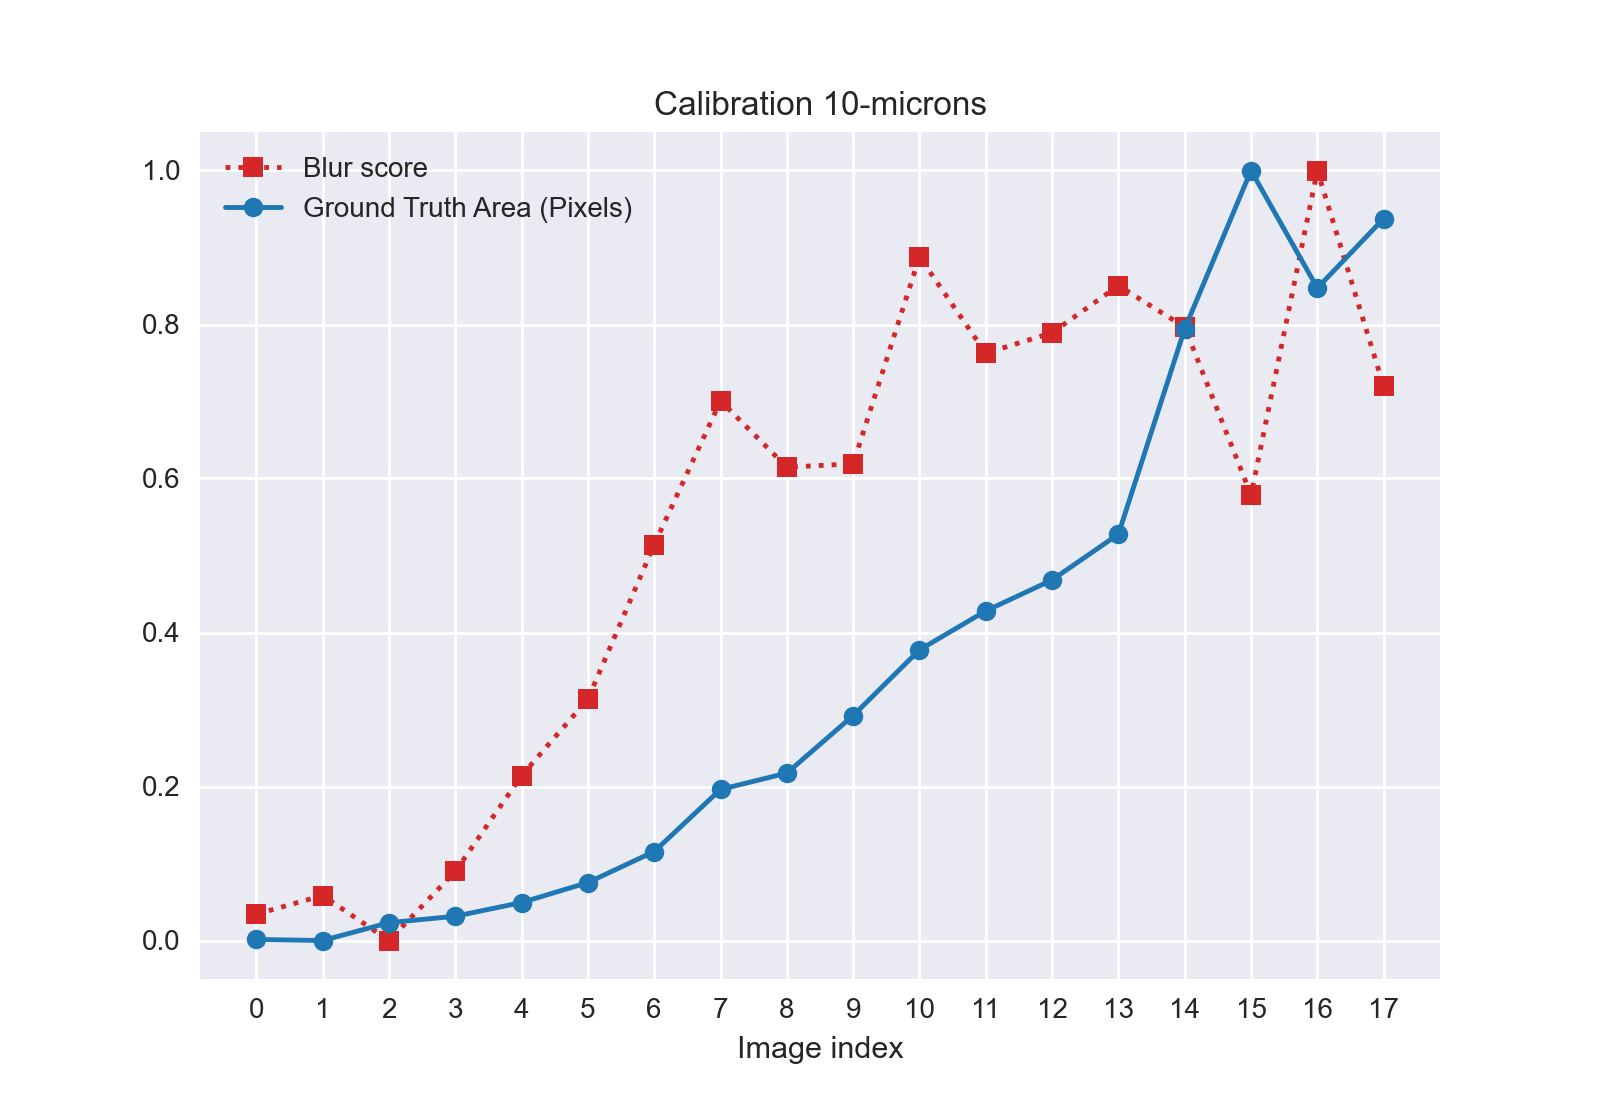 Calibration 10-microns
Blur score
Ground Truth Area (Pixels)
1.0
0.8
0.6
0.4
0.2
0.0
0 1 2 3 4 5 6 7 8 9 10 11 12 13 14 15 16 17
Image index